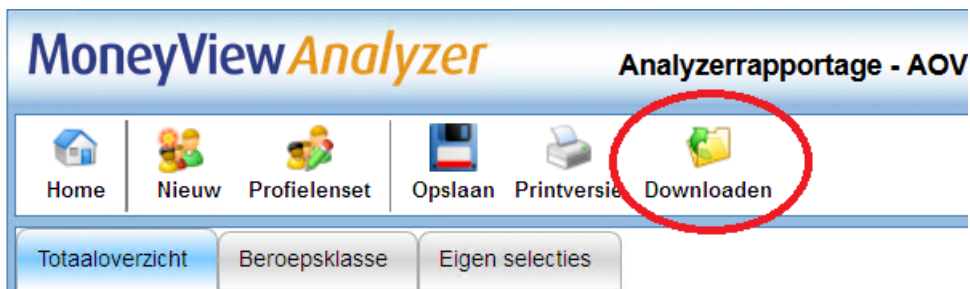 MoneyViewAnalyzer Analyzerrapportage - AOV
Home Nieuw Profielenset Opslaan Printversie Downloaden
Totaaloverzicht Beroepsklasse Eigen selecties